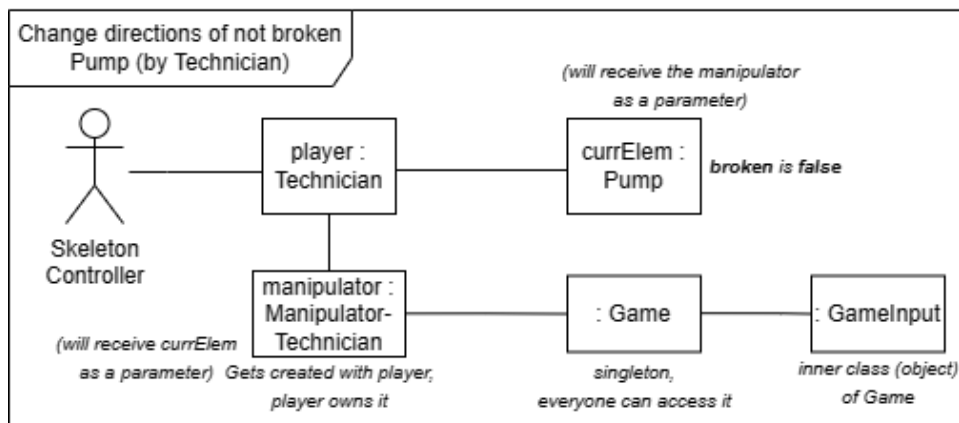 Change directions of not broken
Pump (by Technician)
(will receive the manipulator
as a parameter)
player :
Technician
currElem :
Pump
broken is false
Skeleton
Controller
manipulator :
Manipulator-
Technician
: Game
: GameInput
(will receive currElem
as a parameter)
Gets created with player,
player owns it
singleton,
everyone can access it
inner class (object)
of Game